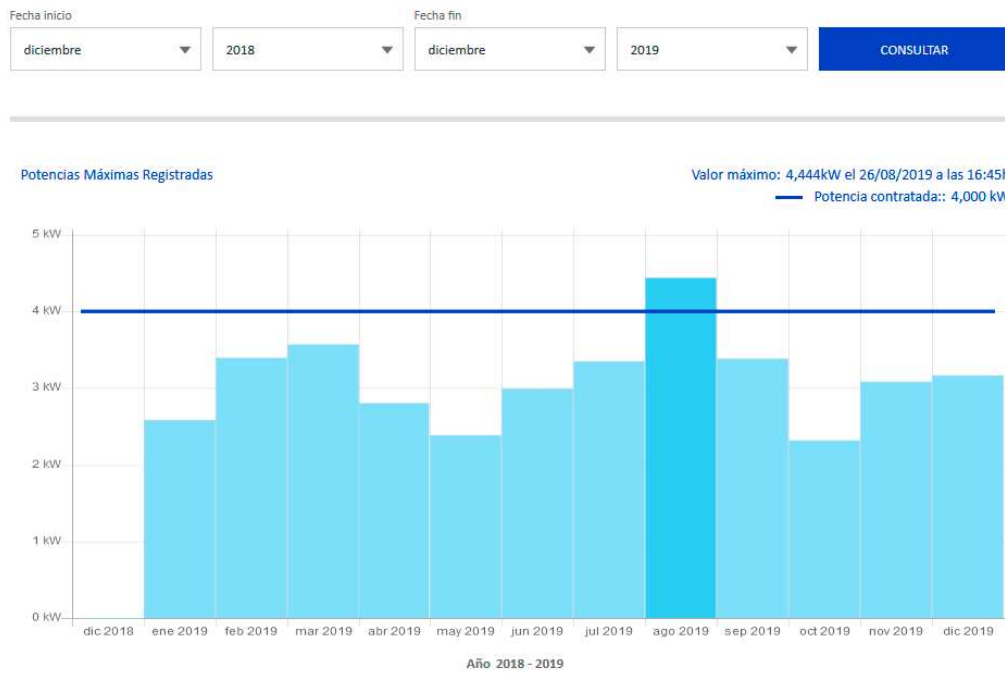 Fecha inicio Fecha fin
diciembre 2018 diciembre 2019 CONSULTAR
Potencias Máximas Registradas Valor máximo: 4,444kW el 26/08/2019 a las 16:45h
Potencia contratada:: 4,000 kW
5 kW
4 kW
3 kW
2 kW
1 kW
0 kW
dic 2018 ene 2019 feb 2019 mar 2019 abr 2019 may 2019 jun 2019 jul 2019 ago 2019 sep 2019 oct 2019 nov 2019 dic 2019
Año 2018 - 2019